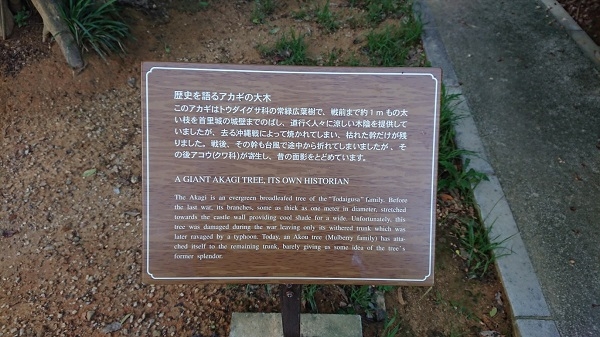 歴史を語るアカギの大木
このアカギはトウダイグサ科の常緑広葉樹で、戦前まで約1mもの太
い枝を首里城の城壁までのばし、道行く人々に涼しい木陰を提供して
いましたが、去る沖縄戦によって焼かれてしまい、枯れた幹だけが残
りました。戦後、その幹も台風で途中から折れてしまいましたが、そ
の後アコウ(クワ科)が寄生し、昔の面影をとどめています。
A GIANT AKAGI TREE, ITS OWN HISTORIAN
The Akagi is an evergreen broadleafed tree of the "Todaigusa" family. Before
the last war, its branches, some as thick as one meter in diameter, stretched
towards the castle wall providing cool shade for a wide. Unfortunately, this
tree was damaged during the war leaving only its withered trunk which was
later ravaged by a typhoon. Today, an Akou tree (Mulberry family) has atta-
ched itself to the remaining trunk, barely giving us some idea of the tree's
former splendor.